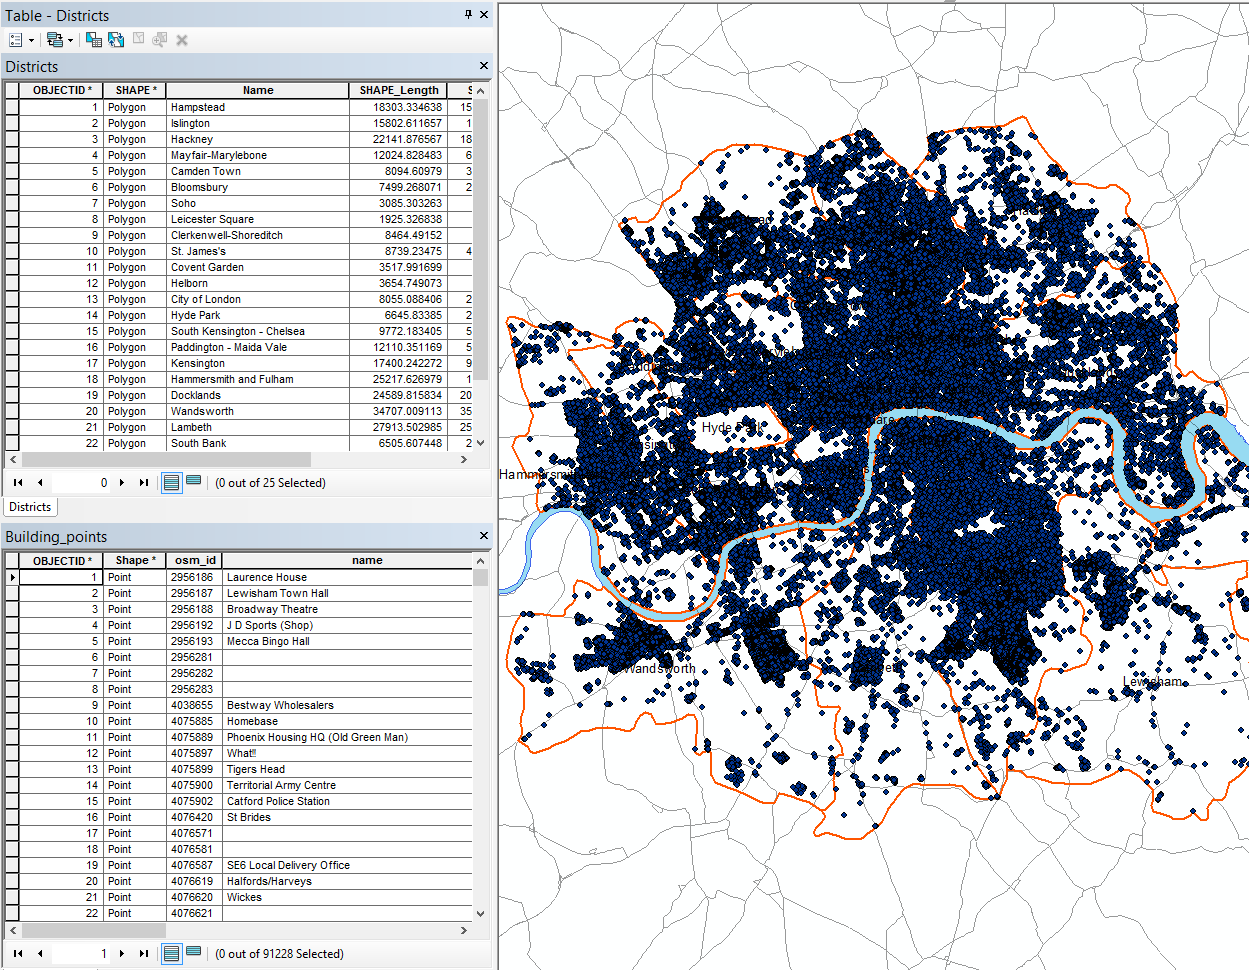 Table - Districts
Districts
OBJECTID * SHAPE * Name SHAPE_Length S
1 Polygon Hampstead 18303.334638 15
2 Polygon Islington 15802.611657 1
3 Polygon Hackney 22141.876567 18
4 Polygon Mayfair-Marylebone 12024.828483 6
5 Polygon Camden Town 8094.60979 3
6 Polygon Bloomsbury 7499.268071 2
7 Polygon Soho 3085.303263
8 Polygon Leicester Square 1925.326838
9 Polygon Clerkenwell-Shoreditch 8464.49152
10 Polygon St. James's 8739.23475 4
11 Polygon Covent Garden 3517.991699
12 Polygon Helborn 3654.749073
13 Polygon City of London 8055.088406 2
14 Polygon Hyde Park 6645.83385 2
15 Polygon South Kensington - Chelsea 9772.183405 5
16 Polygon Paddington - Maida Vale 12110.351169 5
17 Polygon Kensington 17400.242272 9
18 Polygon Hammersmith and Fulham 25217.626979 1
19 Polygon Docklands 24589.815834 20
20 Polygon Wandsworth 34707.009113 35
21 Polygon Lambeth 27913.502985 25
22 Polygon South Bank 6505.607448 2
0 (0 out of 25 Selected)
Districts
Building_points
OBJECTID * Shape * osm_id name
1 Point 2956186 Laurence House
2 Point 2956187 Lewisham Town Hall
3 Point 2956188 Broadway Theatre
4 Point 2956192 J D Sports (Shop)
5 Point 2956193 Mecca Bingo Hall
6 Point 2956281
7 Point 2956282
8 Point 2956283
9 Point 4038655 Bestway Wholesalers
10 Point 4075885 Homebase
11 Point 4075889 Phoenix Housing HQ (Old Green Man)
12 Point 4075897 What!!
13 Point 4075899 Tigers Head
14 Point 4075900 Territorial Army Centre
15 Point 4075902 Catford Police Station
16 Point 4076420 St Brides
17 Point 4076571
18 Point 4076581
19 Point 4076587 SE6 Local Delivery Office
20 Point 4076619 Halfords/Harveys
21 Point 4076620 Wickes
22 Point 4076621
1 (0 out of 91228 Selected)
Hyde Park
Wandsworth
Lewisham